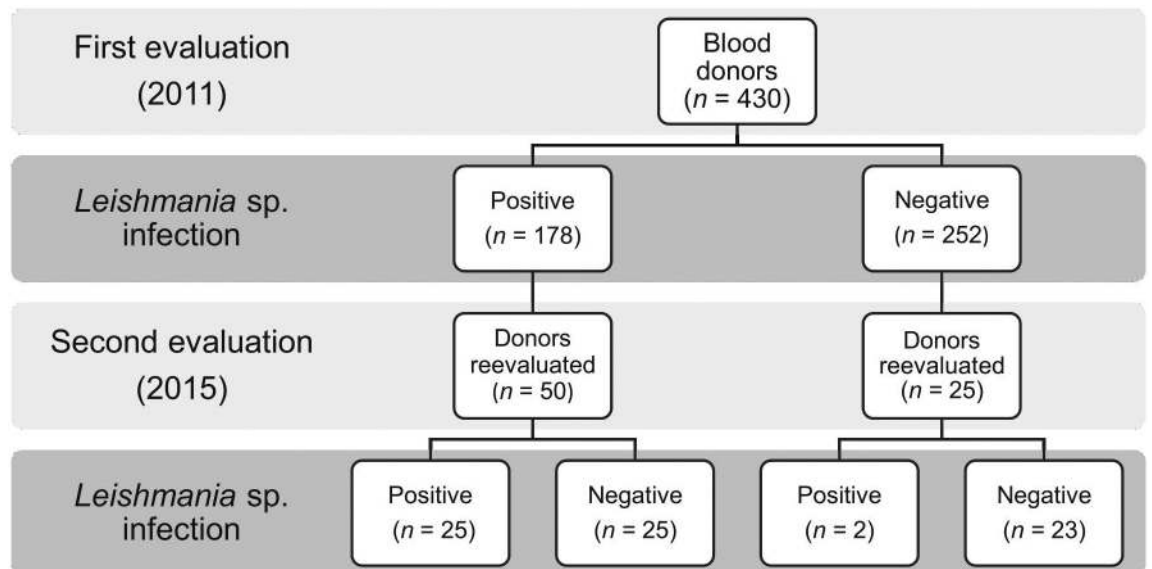 First evaluation
(2011)
Blood
donors
(n = 430)
Leishmania sp.
infection
Positive
(n = 178)
Negative
(n = 252)
Second evaluation
(2015)
Donors
reevaluated
(n = 50)
Donors
reevaluated
(n = 25)
Leishmania sp.
infection
Positive
(n = 25)
Negative
(n = 25)
Positive
(n = 2)
Negative
(n = 23)